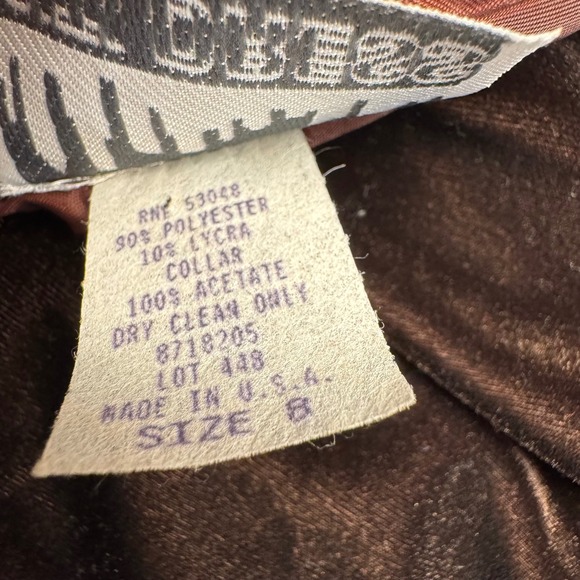 RN# 53048
90% POLYESTER
10% LYCRA
COLLAR
100% ACETATE
DRY CLEAN ONLY
8718205
LOT 448
MADE IN U.S.A.
SIZE 8